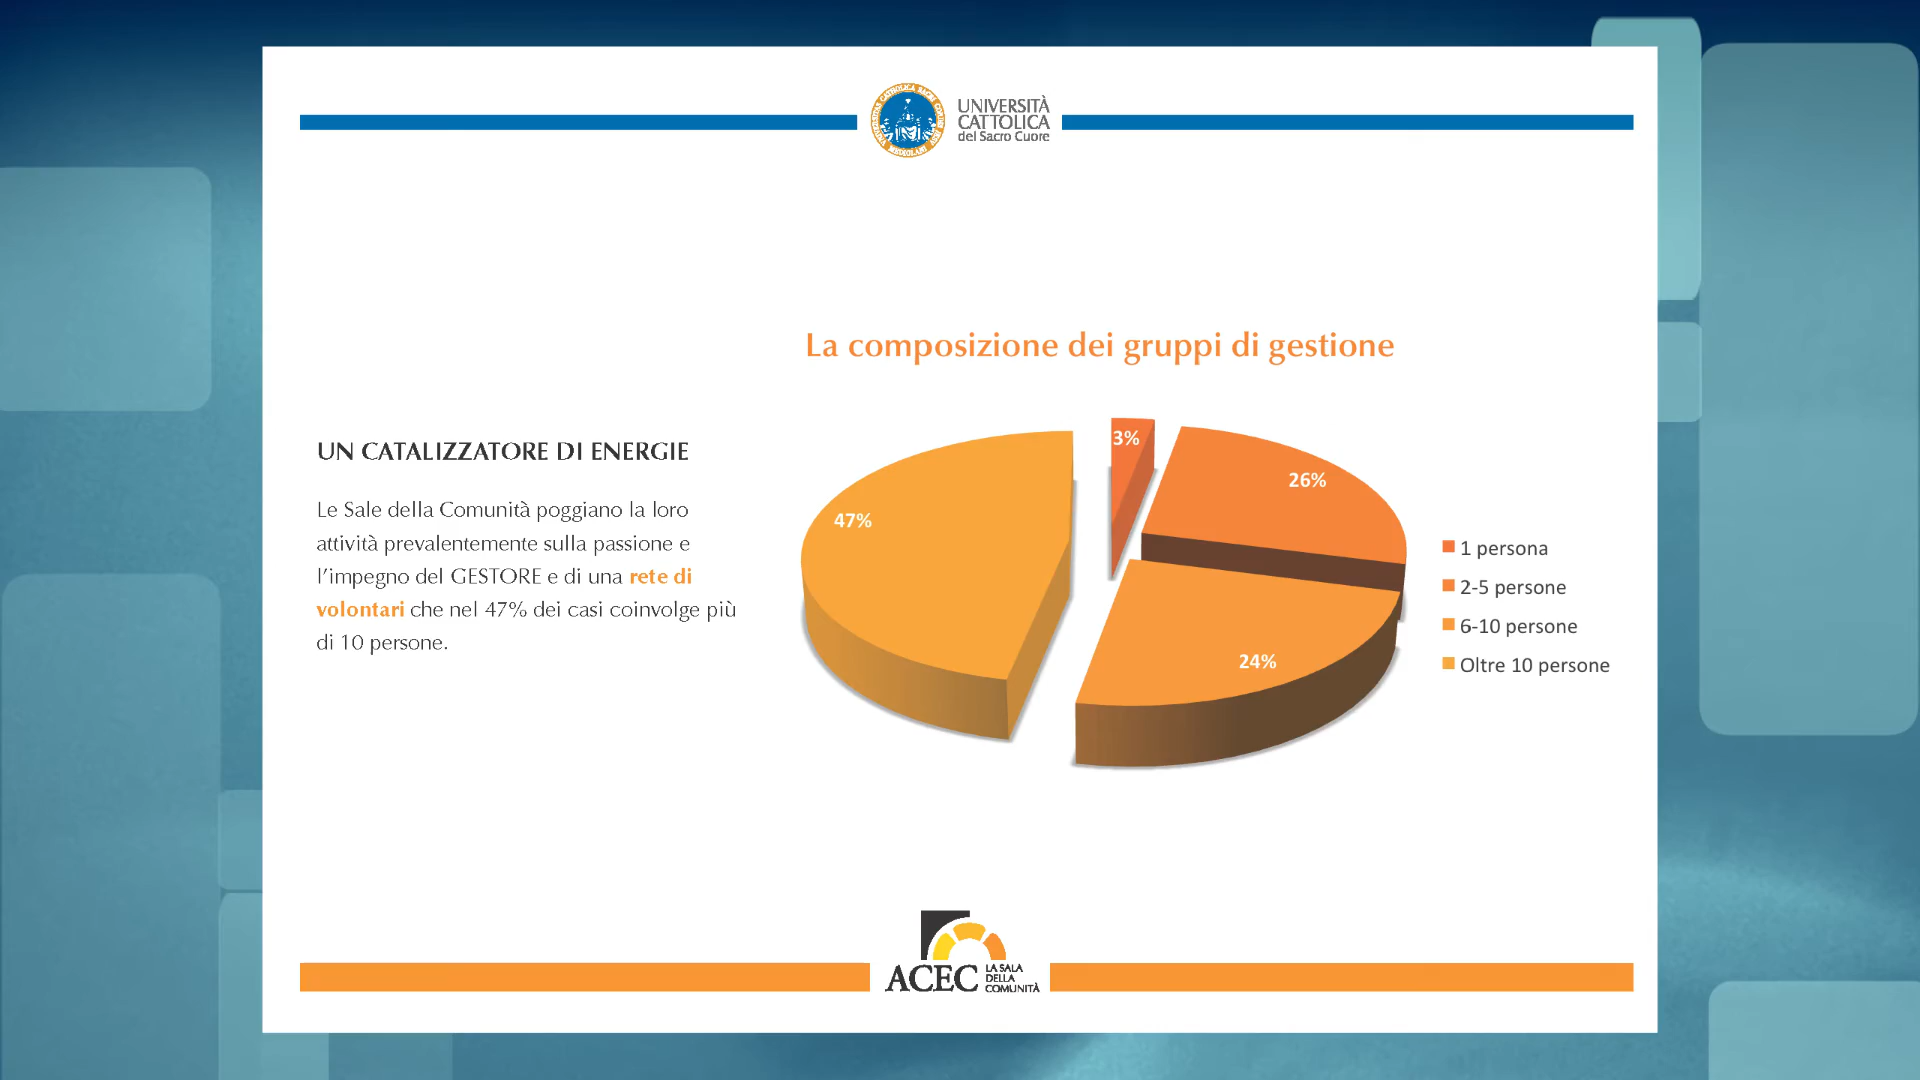 UNIVERSITÀ
CATTOLICA
del Sacro Cuore
La composizione dei gruppi di gestione
UN CATALIZZATORE DI ENERGIE
Le Sale della Comunità poggiano la loro
attività prevalentemente sulla passione e
l’impegno del GESTORE e di una rete di
volontari che nel 47% dei casi coinvolge più
di 10 persone.
3%
26%
47%
24%
1 persona
2-5 persone
6-10 persone
Oltre 10 persone
ACEC
LA SALA
DELLA
COMUNITÀ